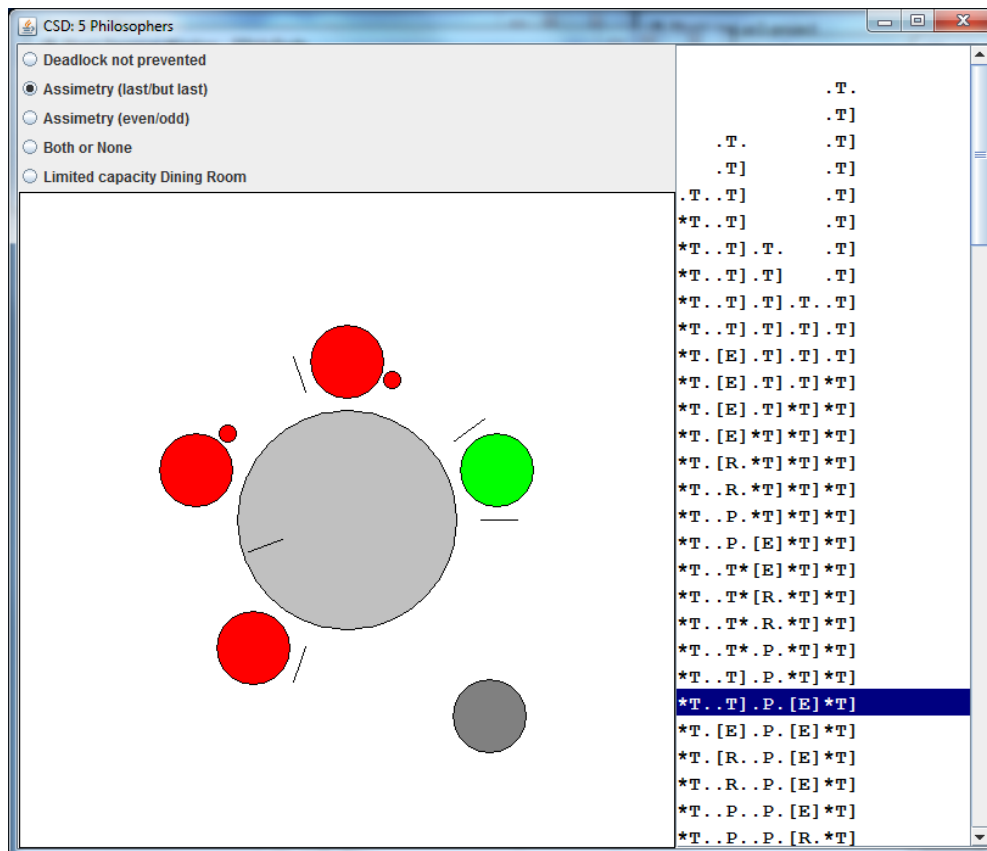 CSD: 5 Philosophers
Deadlock not prevented
Assimetry (last/but last)
Assimetry (even/odd)
Both or None
Limited capacity Dining Room
.T.
.T]
.T. .T]
.T] .T]
.T..T] .T]
*T..T] .T]
*T..T].T. .T]
*T..T].T] .T]
*T..T].T].T..T]
*T..T].T].T].T]
*T.[E].T].T].T]
*T.[E].T].T]*T]
*T.[E].T]*T]*T]
*T.[E]*T]*T]*T]
*T.[R.*T]*T]*T]
*T..R.*T]*T]*T]
*T..P.*T]*T]*T]
*T..P.[E]*T]*T]
*T..T*[E]*T]*T]
*T..T*[R.*T]*T]
*T..T*.R.*T]*T]
*T..T*.P.*T]*T]
*T..T].P.*T]*T]
*T..T].P.[E]*T]
*T.[E].P.[E]*T]
*T.[R..P.[E]*T]
*T..R..P.[E]*T]
*T..P..P.[E]*T]
*T..P..P.[R.*T]